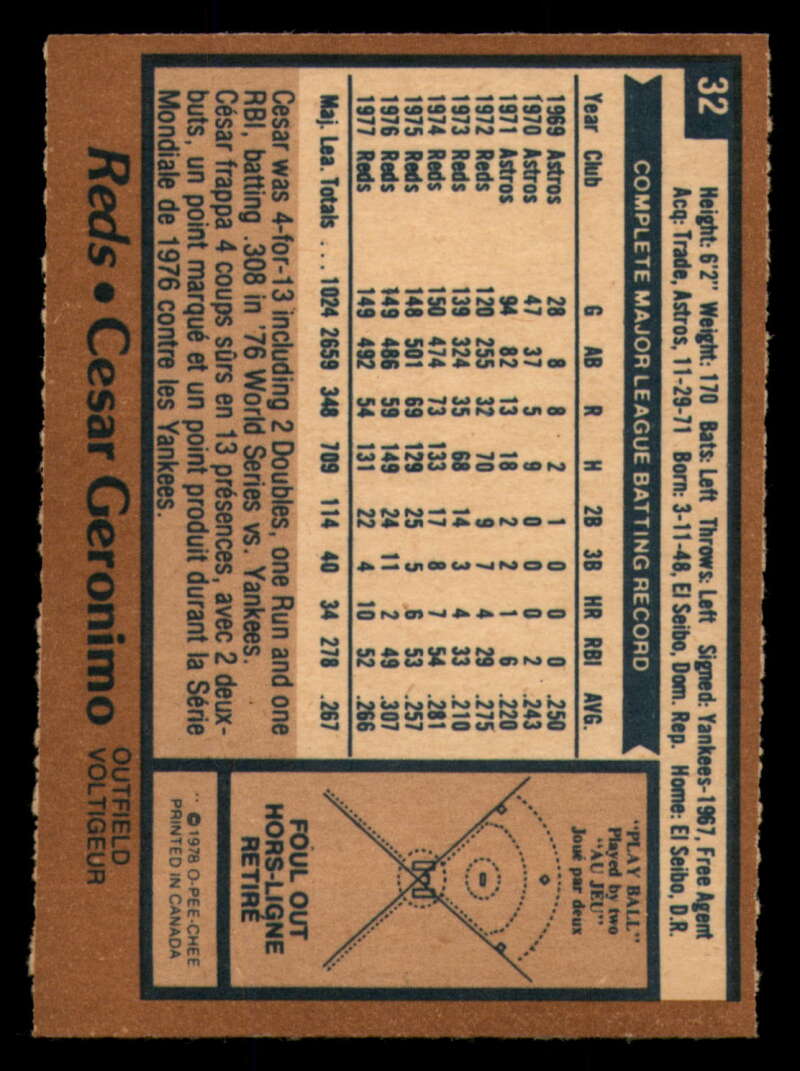 32
Height: 6'2" Weight: 170 Bats: Left Throws: Left Signed: Yankees-1967, Free Agent
Acq: Trade, Astros, 11-29-71 Born: 3-11-48, El Seibo, Dom. Rep. Home: El Seibo, D.R.
COMPLETE MAJOR LEAGUE BATTING RECORD
Year Club G AB R H 2B 3B HR RBI AVG.
1969 Astros 28 8 8 2 1 0 0 0 .250
1970 Astros 47 37 5 9 0 0 0 2 .243
1971 Astros 94 82 13 18 2 2 1 6 .220
1972 Reds 120 255 32 70 9 7 4 29 .275
1973 Reds 139 324 35 68 14 3 4 33 .210
1974 Reds 150 474 73 133 17 8 7 54 .281
1975 Reds 148 501 69 129 25 5 6 53 .257
1976 Reds 149 486 59 149 24 11 2 49 .307
1977 Reds 149 492 54 131 22 4 10 52 .266
Maj. Lea. Totals . . . 1024 2659 348 709 114 40 34 278 .267
Cesar was 4-for-13 including 2 Doubles, one Run and one
RBI, batting .308 in '76 World Series vs. Yankees.
César frappa 4 coups sûrs en 13 présences, avec 2 deux-
buts, un point marqué et un point produit durant la Série
Mondiale de 1976 contre les Yankees.
"PLAY BALL"
Played by two
"AU JEU"
Joué par deux
FOUL OUT
HORS-LIGNE
RETIRÉ
** © 1978 O-PEE-CHEE
PRINTED IN CANADA
Reds • Cesar Geronimo
OUTFIELD
VOLTIGEUR